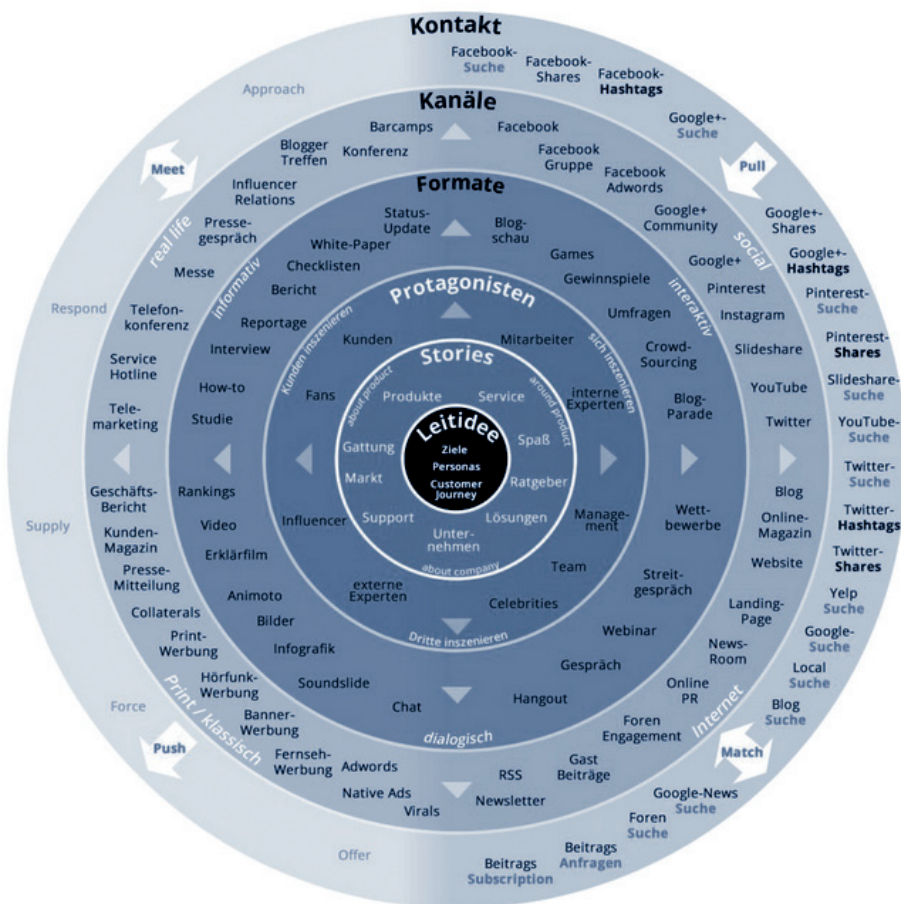 Kontakt
Facebook-
Suche
Facebook-
Shares
Facebook-
Hashtags
Google+-
Suche
Pull
Google+-
Shares
Google+-
Hashtags
Pinterest-
Suche
Pinterest-
Shares
Slideshare-
Suche
YouTube-
Suche
Twitter-
Suche
Twitter-
Hashtags
Twitter-
Shares
Yelp
Suche
Google-
Suche
Local
Suche
Blog
Suche
Match
Google-News
Suche
Foren
Suche
Beitrags
Anfragen
Beitrags
Subscription
Offer
Push
Force
Supply
Respond
Meet
Approach
Kanäle
Facebook
Facebook
Gruppe
Facebook
Adwords
Google+
Community
social
Google+
Pinterest
Instagram
Slideshare
YouTube
Twitter
Blog
Online-
Magazin
Website
Landing-
Page
News-
Room
Online
PR
Internet
Foren
Engagement
Gast
Beiträge
RSS
Newsletter
Virals
Native Ads
Adwords
Fernseh-
Werbung
Banner-
Werbung
Hörfunk-
Werbung
Print / klassisch
Print-
Werbung
Collaterals
Presse-
Mitteilung
Kunden-
Magazin
Geschäfts-
Bericht
Tele-
marketing
Service
Hotline
Telefon-
konferenz
Messe
real life
Presse-
gespräch
Influencer
Relations
Blogger
Treffen
Konferenz
Barcamps
Formate
Blog-
schau
Games
Gewinnspiele
Umfragen
interaktiv
Crowd-
Sourcing
Blog-
Parade
Wett-
bewerbe
Streit-
gespräch
Webinar
Gespräch
Hangout
dialogisch
Chat
Soundslide
Infografik
Bilder
Animoto
Erklärfilm
Video
Rankings
Studie
How-to
Interview
Reportage
informativ
Bericht
Checklisten
White-Paper
Status-
Update
Protagonisten
Mitarbeiter
sich inszenieren
interne
Experten
Manage-
ment
Team
Celebrities
Dritte inszenieren
externe
Experten
Influencer
Fans
Kunden inszenieren
Kunden
Stories
around product
Service
Spaß
Ratgeber
Lösungen
Unter-
nehmen
about company
Support
Markt
Gattung
about product
Produkte
Leitidee
Ziele
Personas
Customer
Journey